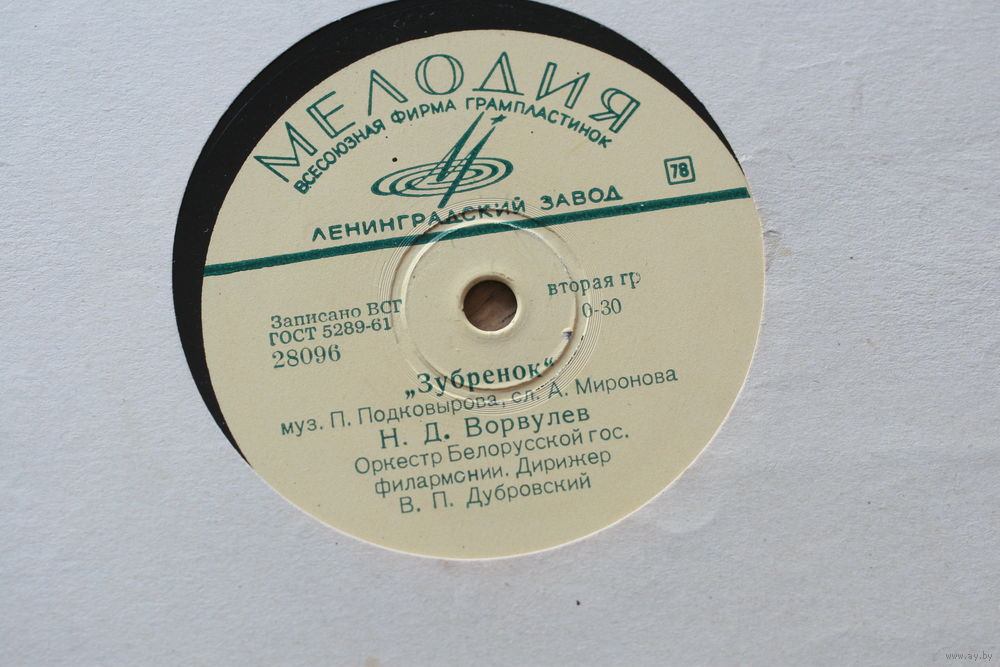 МЕЛОДИЯ
ВСЕСОЮЗНАЯ ФИРМА ГРАМПЛАСТИНОК
78
ЛЕНИНГРАДСКИЙ ЗАВОД
Записано ВСГ
ГОСТ 5289-61
28096
вторая гр
0-30
„Зубренок“
муз. П. Подковырова, сл. А. Миронова
Н. Д. Ворвулев
Оркестр Белорусской гос.
филармонии. Дирижер
В. П. Дубровский
www.ay.by